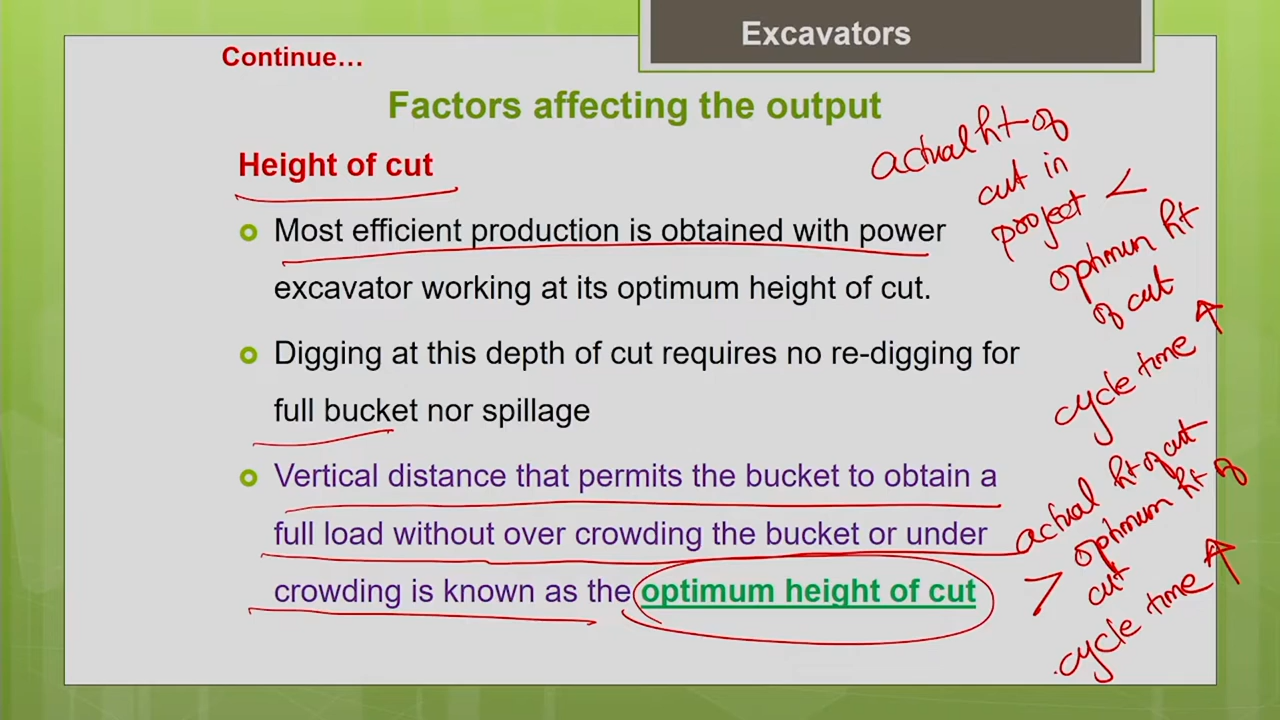 Excavators
Continue…
Factors affecting the output
Height of cut
Most efficient production is obtained with power
excavator working at its optimum height of cut.
Digging at this depth of cut requires no re-digging for
full bucket nor spillage
Vertical distance that permits the bucket to obtain a
full load without over crowding the bucket or under
crowding is known as the optimum height of cut
actual ht of
cut in
project <
optimum ht
of cut
cycle time ↑
actual ht of cut
> optimum ht of
cut
cycle time ↑